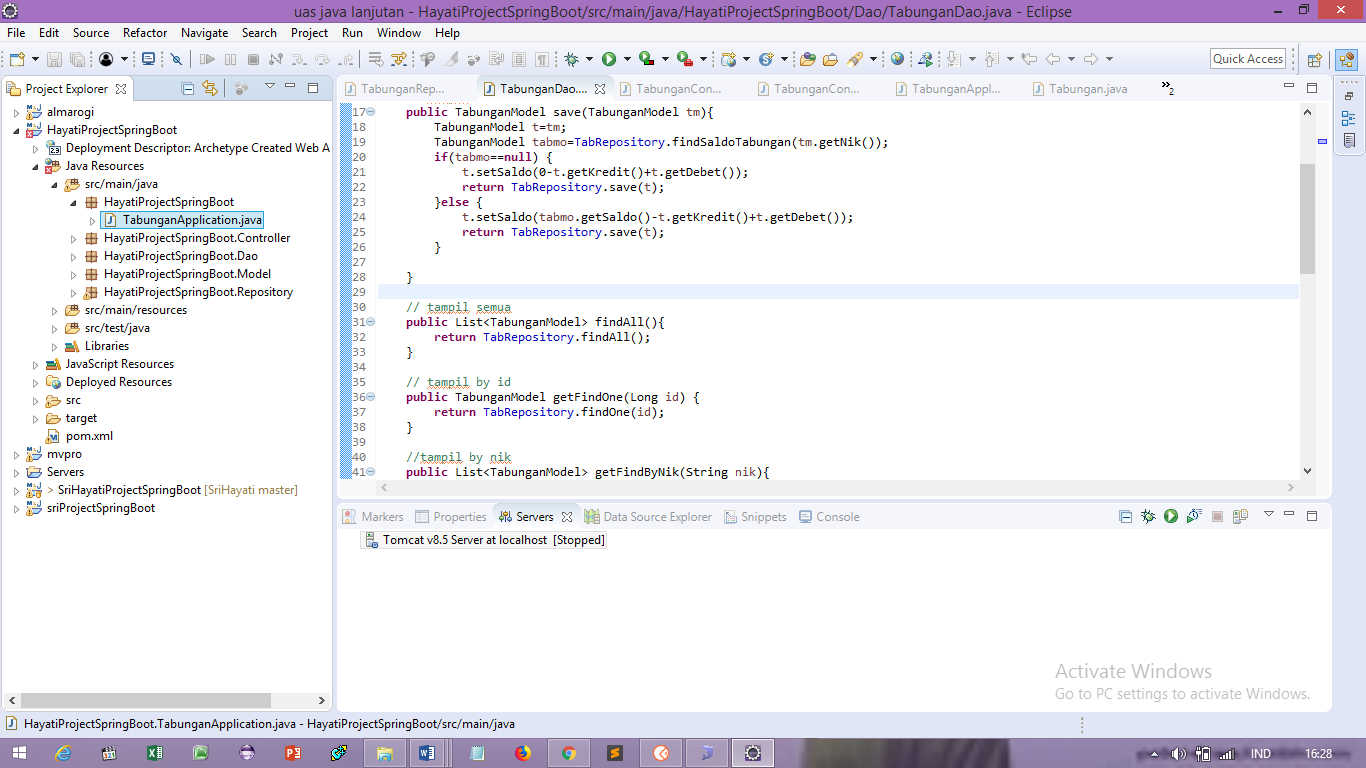 uas java lanjutan - HayatiProjectSpringBoot/src/main/java/HayatiProjectSpringBoot/Dao/TabunganDao.java - Eclipse
File Edit Source Refactor Navigate Search Project Run Window Help
Quick Access
Project Explorer
almarogi
HayatiProjectSpringBoot
Deployment Descriptor: Archetype Created Web A
Java Resources
src/main/java
HayatiProjectSpringBoot
TabunganApplication.java
HayatiProjectSpringBoot.Controller
HayatiProjectSpringBoot.Dao
HayatiProjectSpringBoot.Model
HayatiProjectSpringBoot.Repository
src/main/resources
src/test/java
Libraries
JavaScript Resources
Deployed Resources
src
target
pom.xml
mvpro
Servers
> SriHayatiProjectSpringBoot [SriHayati master]
sriProjectSpringBoot
TabunganRep... TabunganDao.... TabunganCon... TabunganCon... TabunganAppl... Tabungan.java »2
17 public TabunganModel save(TabunganModel tm){
18 TabunganModel t=tm;
19 TabunganModel tabmo=TabRepository.findSaldoTabungan(tm.getNik());
20 if(tabmo==null) {
21 t.setSaldo(0-t.getKredit()+t.getDebet());
22 return TabRepository.save(t);
23 }else {
24 t.setSaldo(tabmo.getSaldo()-t.getKredit()+t.getDebet());
25 return TabRepository.save(t);
26 }
27
28 }
29
30 // tampil semua
31 public List<TabunganModel> findAll(){
32 return TabRepository.findAll();
33 }
34
35 // tampil by id
36 public TabunganModel getFindOne(Long id) {
37 return TabRepository.findOne(id);
38 }
39
40 //tampil by nik
41 public List<TabunganModel> getFindByNik(String nik){
Markers Properties Servers Data Source Explorer Snippets Console
Tomcat v8.5 Server at localhost [Stopped]
Activate Windows
Go to PC settings to activate Windows.
HayatiProjectSpringBoot.TabunganApplication.java - HayatiProjectSpringBoot/src/main/java
IND 16:28